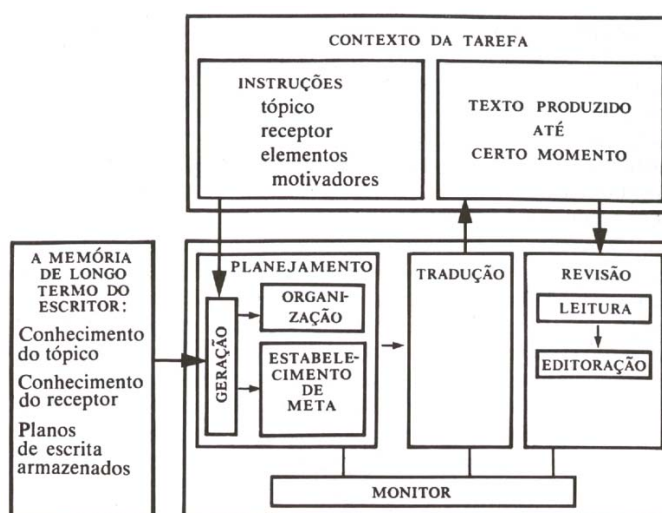 CONTEXTO DA TAREFA
INSTRUÇÕES
tópico
receptor
elementos
motivadores
TEXTO PRODUZIDO
ATÉ
CERTO MOMENTO
A MEMÓRIA
DE LONGO
TERMO DO
ESCRITOR:
Conhecimento
do tópico
Conhecimento
do receptor
Planos
de escrita
armazenados
PLANEJAMENTO
GERAÇÃO
ORGANI-
ZAÇÃO
ESTABELE-
CIMENTO
DE
META
TRADUÇÃO
REVISÃO
LEITURA
EDITORAÇÃO
MONITOR